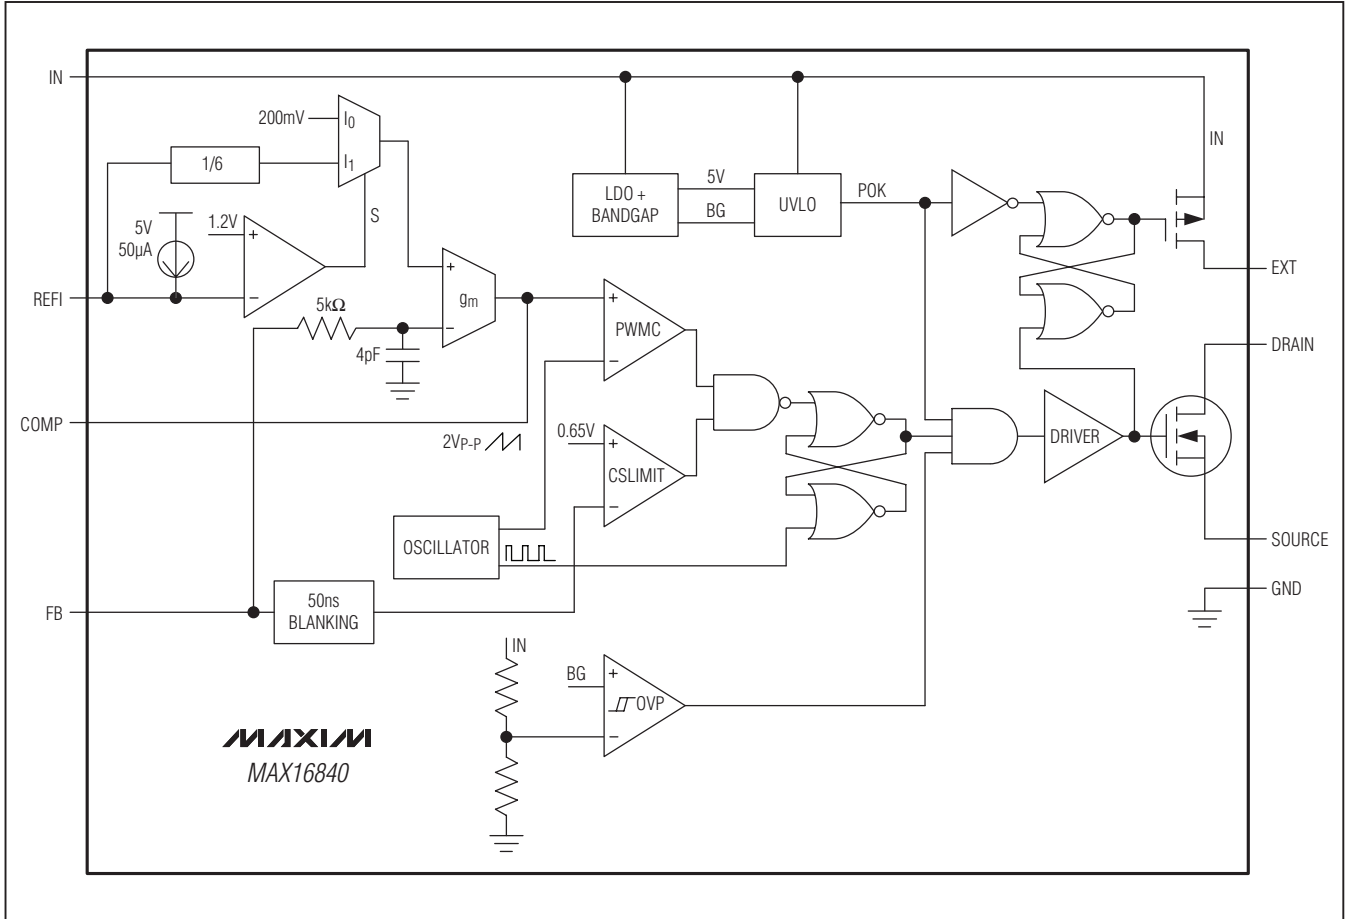 IN
200mV
I0
I1
1/6
S
5V
50µA
1.2V
+
−
REFI
5kΩ
4pF
+
−
gm
COMP
2VP-P
LDO +
BANDGAP
5V
BG
UVLO
POK
IN
EXT
+
PWMC
−
0.65V
+
CSLIMIT
−
DRIVER
DRAIN
SOURCE
GND
OSCILLATOR
FB
50ns
BLANKING
IN
BG
+
OVP
−
MAXIM
MAX16840